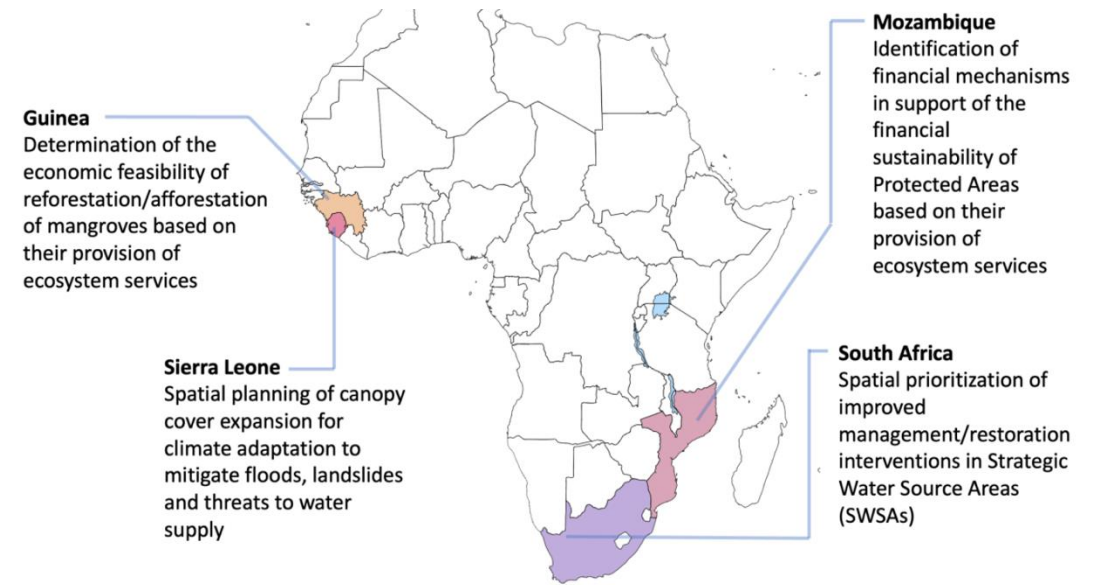 Guinea
Determination of the
economic feasibility of
reforestation/afforestation
of mangroves based on
their provision of
ecosystem services
Sierra Leone
Spatial planning of canopy
cover expansion for
climate adaptation to
mitigate floods, landslides
and threats to water
supply
Mozambique
Identification of
financial mechanisms
in support of the
financial
sustainability of
Protected Areas
based on their
provision of
ecosystem services
South Africa
Spatial prioritization of
improved
management/restoration
interventions in Strategic
Water Source Areas
(SWSAs)